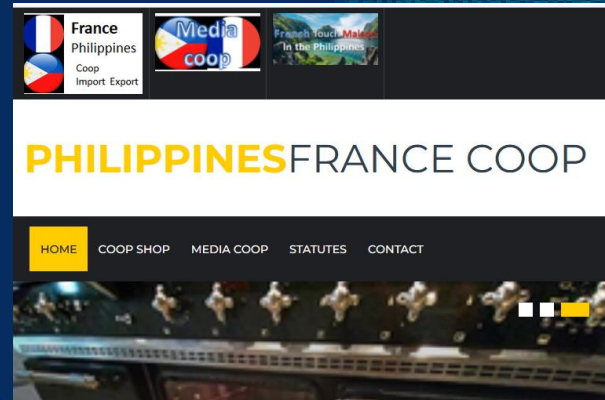 France
Philippines
Coop
Import Export
Media
coop
French Touch Maison
In the Philippines
PHILIPPINESFRANCE COOP
HOME COOP SHOP MEDIA COOP STATUTES CONTACT